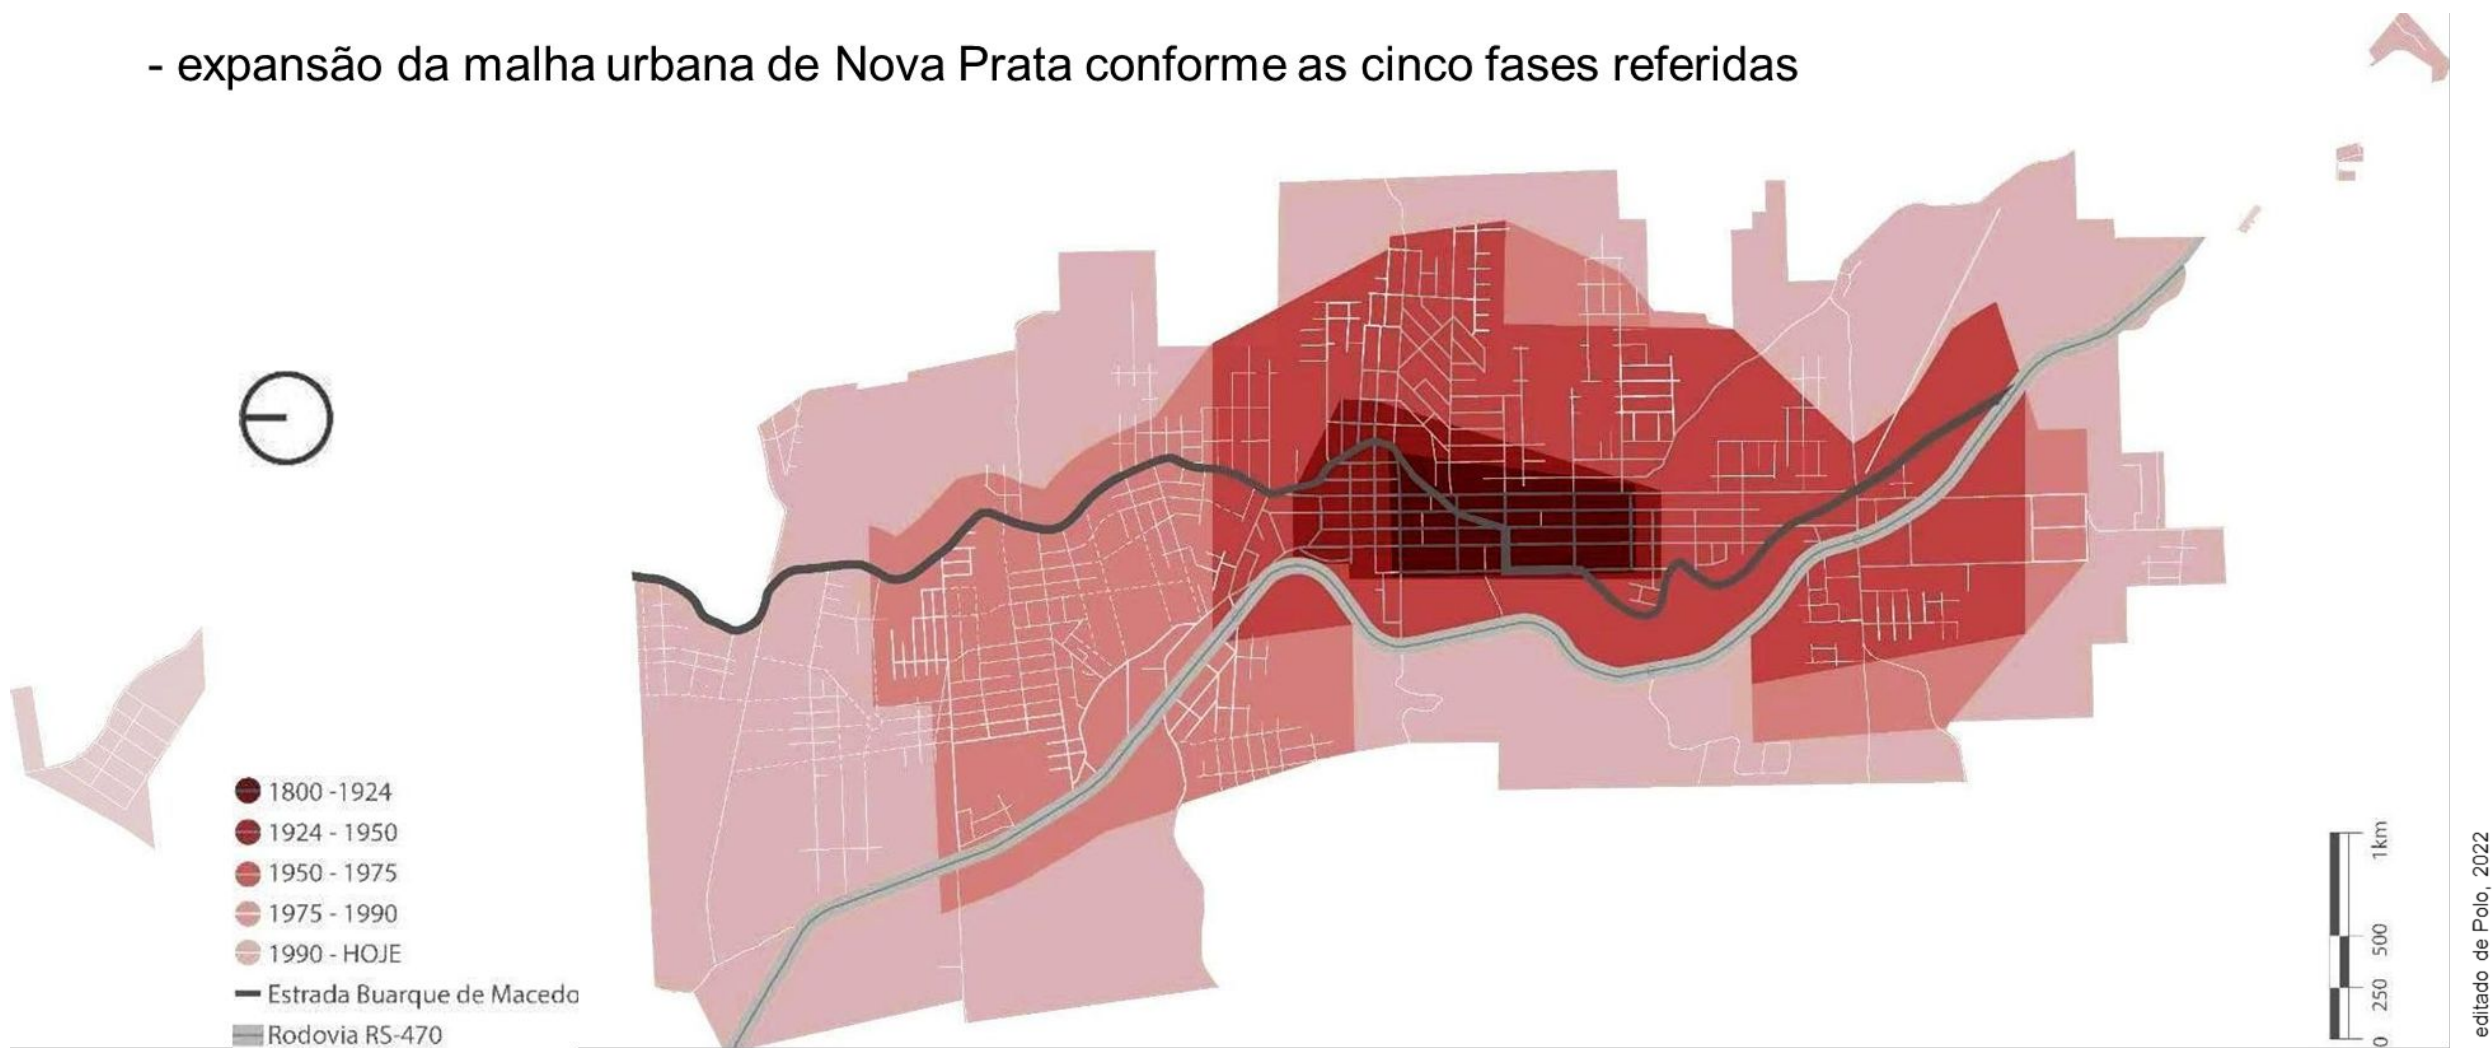 - expansão da malha urbana de Nova Prata conforme as cinco fases referidas
1800 -1924
1924 - 1950
1950 - 1975
1975 - 1990
1990 - HOJE
Estrada Buarque de Macedo
Rodovia RS-470
0 250 500 1km
editado de Polo, 2022